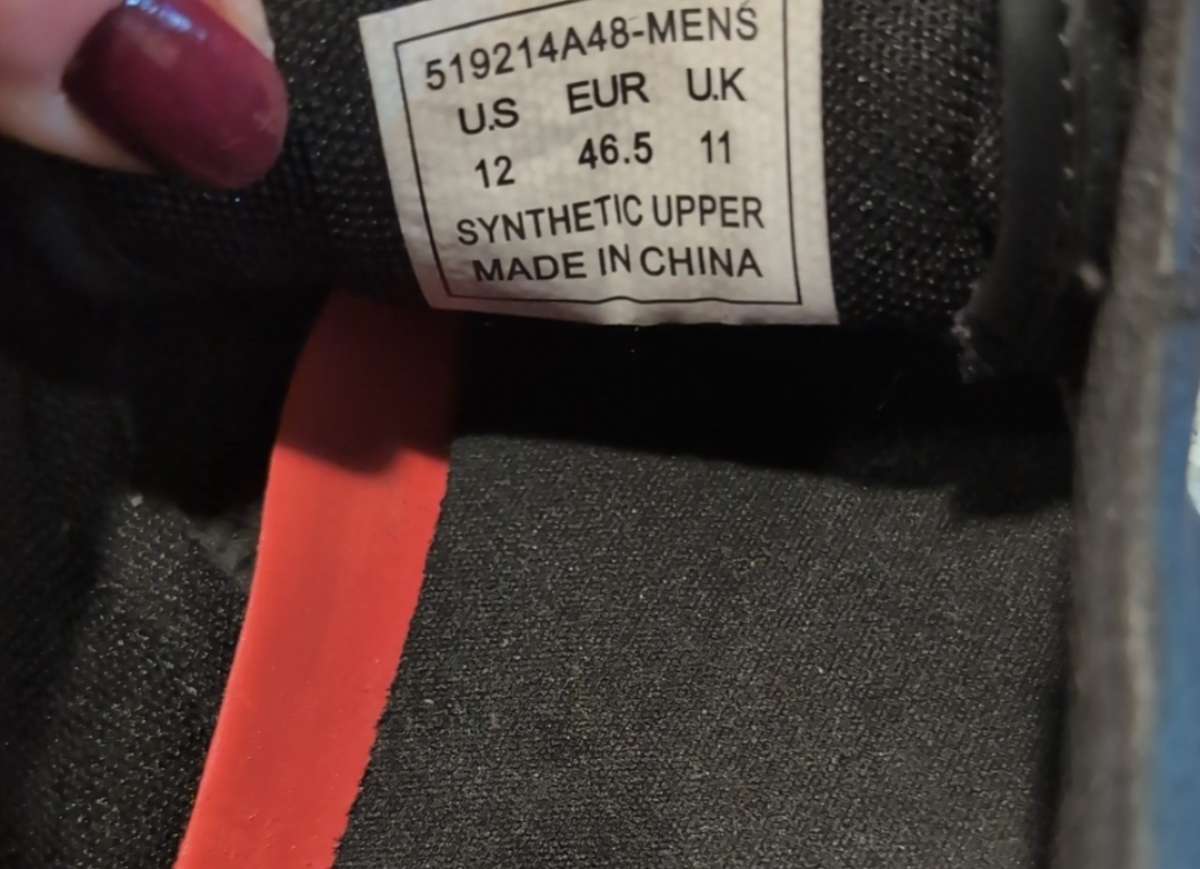 519214A48-MENS
U.S EUR U.K
12 46.5 11
SYNTHETIC UPPER
MADE IN CHINA